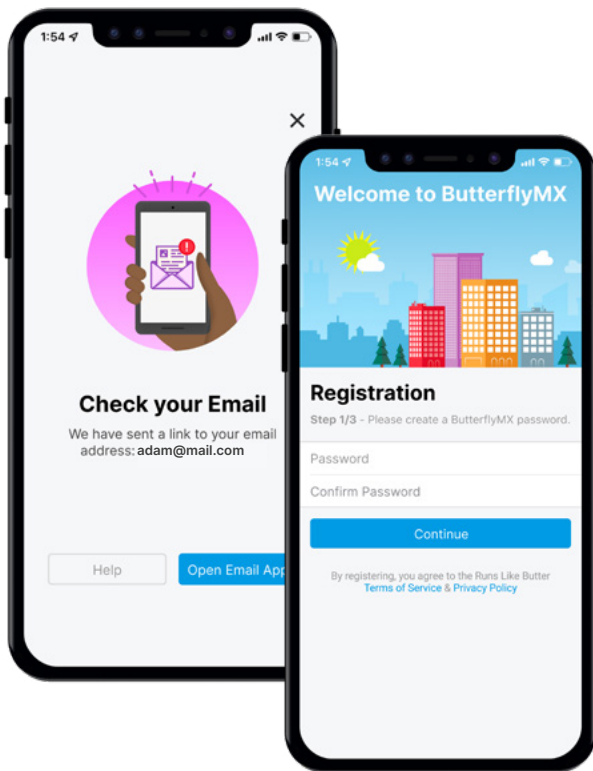 1:54
Check your Email
We have sent a link to your email
address: adam@mail.com
Help
Open Email App
1:54
Welcome to ButterflyMX
Registration
Step 1/3 - Please create a ButterflyMX password.
Password
Confirm Password
Continue
By registering, you agree to the Runs Like Butter
Terms of Service & Privacy Policy